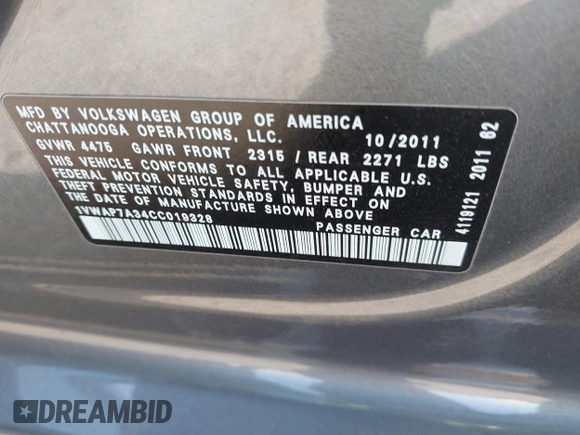 MFD BY VOLKSWAGEN GROUP OF AMERICA
CHATTANOOGA OPERATIONS, LLC. 10/2011
GVWR 4475 GAWR FRONT 2315 / REAR 2271 LBS
THIS VEHICLE CONFORMS TO ALL APPLICABLE U.S.
FEDERAL MOTOR VEHICLE SAFETY, BUMPER AND
THEFT PREVENTION STANDARDS IN EFFECT ON
THE DATE OF MANUFACTURE SHOWN ABOVE
1VWAP7A34CC019328
PASSENGER CAR
4119121 2011 62
DREAMBID